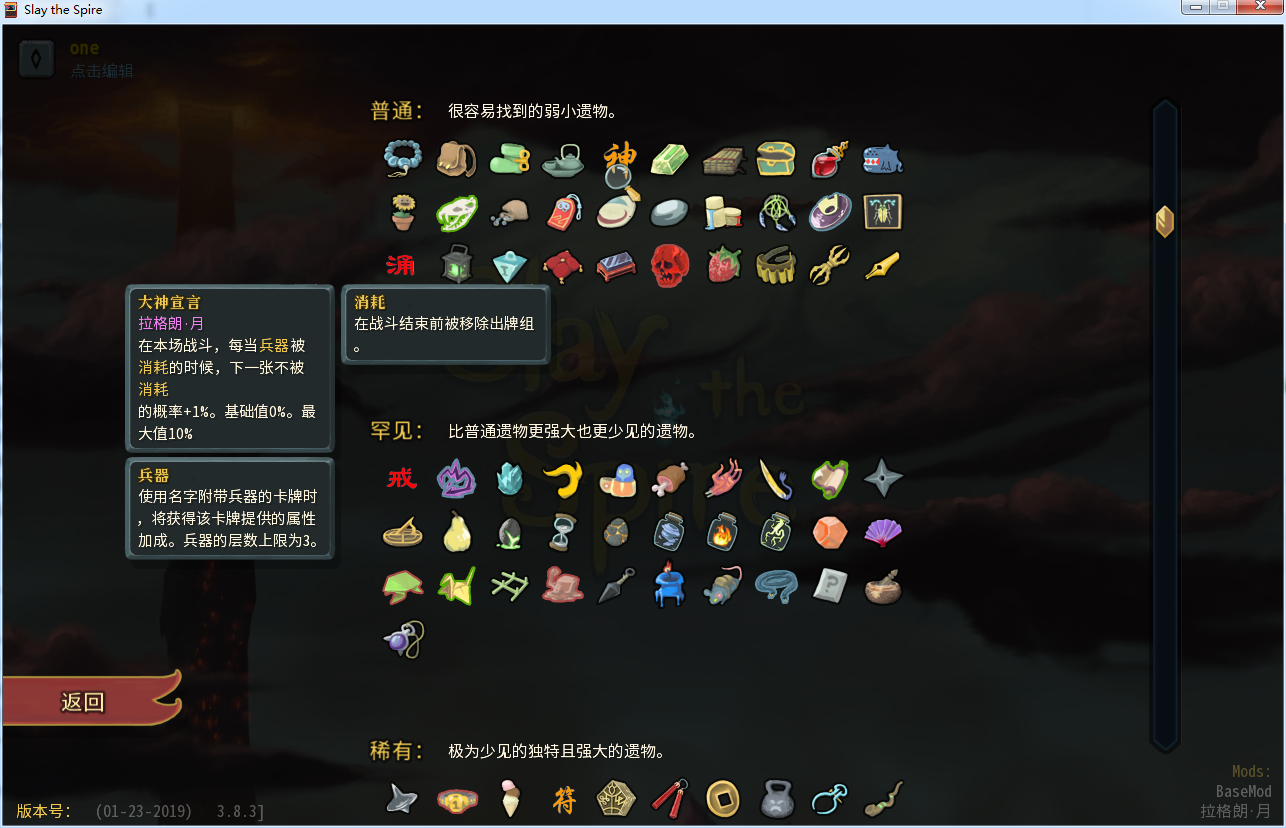 Slay the Spire
one
点击编辑
普通： 很容易找到的弱小遗物。
神
涌
大神宣言
拉格朗·月
在本场战斗，每当兵器被
消耗的时候，下一张不被
消耗
的概率+1%。基础值0%。最
大值10%
消耗
在战斗结束前被移除出牌组
。
兵器
使用名字附带兵器的卡牌时
，将获得该卡牌提供的属性
加成。兵器的层数上限为3。
Slay
the
Spire
罕见： 比普通遗物更强大也更少见的遗物。
戒
?
返回
稀有： 极为少见的独特且强大的遗物。
1
符
版本号： (01-23-2019) 3.8.3]
Mods:
BaseMod
拉格朗·月